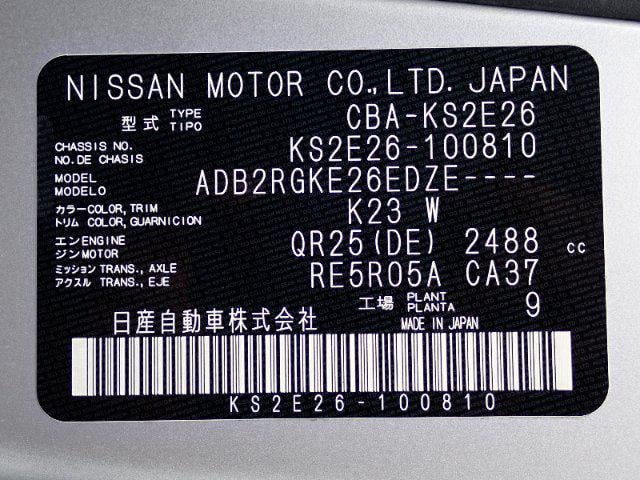 NISSAN MOTOR CO.,LTD. JAPAN
型式 TYPE TIPO CBA-KS2E26
CHASSIS NO. NO. DE CHASIS KS2E26-100810
MODEL MODELO ADB2RGKE26EDZE----
カラー COLOR, TRIM トリム COLOR, GUARNICION K23 W
エンジン ENGINE MOTOR QR25(DE) 2488 cc
ミッション TRANS., AXLE アクスル TRANS., EJE RE5R05A CA37
工場 PLANT PLANTA 9
日産自動車株式会社 MADE IN JAPAN
KS2E26-100810